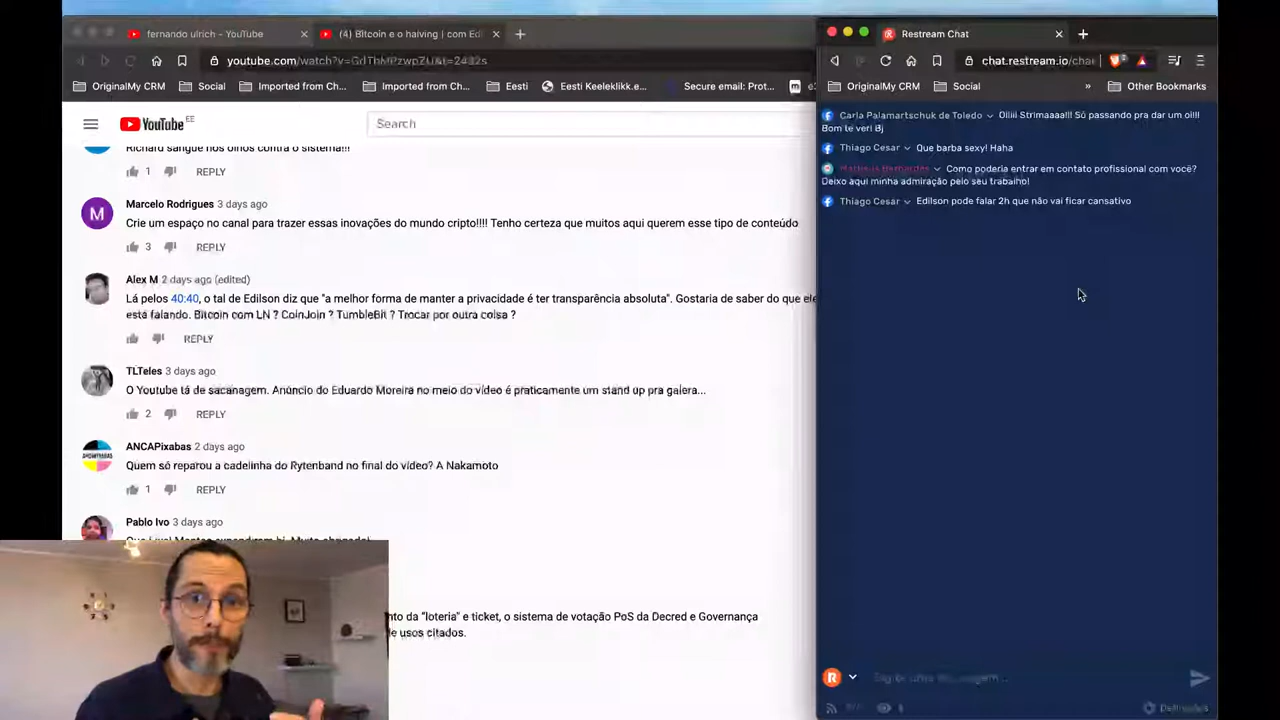 fernando ulrich - YouTube
(4) Bitcoin e o halving | com Edi
Restream Chat
chat.restream.io/chat
OriginalMy CRM
Social
Imported from Ch...
Imported from Ch...
Eesti
Eesti Keeleklikk.e...
Secure email: Prot...
OriginalMy CRM
Social
»
Other Bookmarks
YouTube EE
Search
Richard sangue nos olhos contra o sistema!!!
1 REPLY
M
Marcelo Rodrigues 3 days ago
Crie um espaço no canal para trazer essas inovações do mundo cripto!!!! Tenho certeza que muitos aqui querem esse tipo de conteúdo
3 REPLY
Alex M 2 days ago (edited)
Lá pelos 40:40, o tal de Edilson diz que "a melhor forma de manter a privacidade é ter transparência absoluta". Gostaria de saber do que ele
está falando. Bitcoin com LN ? CoinJoin ? TumbleBit ? Trocar por outra coisa ?
REPLY
TLTeles 3 days ago
O Youtube tá de sacanagem. Anúncio do Eduardo Moreira no meio do vídeo é praticamente um stand up pra galera...
2 REPLY
ANCAPixabas 2 days ago
Quem só reparou a cadelinha do Rytenband no final do vídeo? A Nakamoto
1 REPLY
Pablo Ivo 3 days ago
nto da "loteria" e ticket, o sistema de votação PoS da Decred e Governança
e usos citados.
Carla Palamartschuk de Toledo Oiiii Strimaaaa!!! Só passando pra dar um oi!!!
Bom te ver! Bj
Thiago Cesar Que barba sexy! Haha
Matheus Bernardes Como poderia entrar em contato profissional com você?
Deixo aqui minha admiração pelo seu trabalho!
Thiago Cesar Edilson pode falar 2h que não vai ficar cansativo
R
Definições